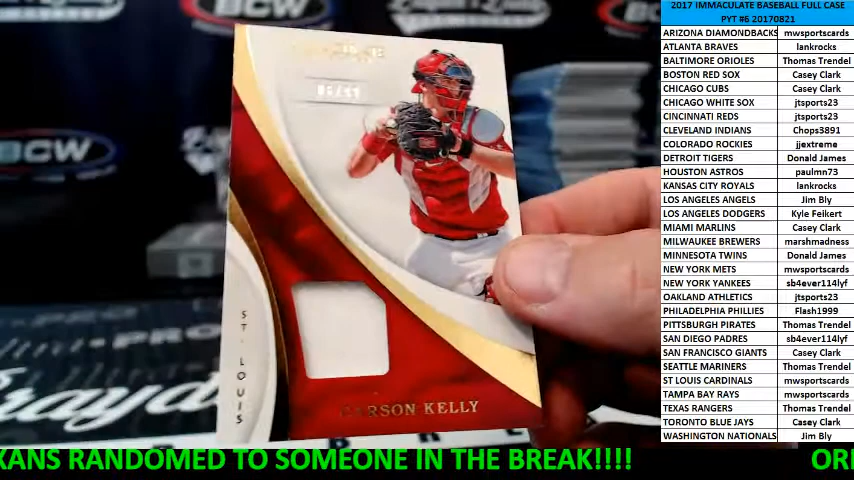 2017 IMMACULATE BASEBALL FULL CASE
PYT #6 20170821
ARIZONA DIAMONDBACKS mwsportscards
ATLANTA BRAVES lankrocks
BALTIMORE ORIOLES Thomas Trendel
BOSTON RED SOX Casey Clark
CHICAGO CUBS Casey Clark
CHICAGO WHITE SOX jtsports23
CINCINNATI REDS jtsports23
CLEVELAND INDIANS Chops3891
COLORADO ROCKIES jjextreme
DETROIT TIGERS Donald James
HOUSTON ASTROS paulmn73
KANSAS CITY ROYALS lankrocks
LOS ANGELES ANGELS Jim Bly
LOS ANGELES DODGERS Kyle Feikert
MIAMI MARLINS Casey Clark
MILWAUKEE BREWERS marshmadness
MINNESOTA TWINS Donald James
NEW YORK METS mwsportscards
NEW YORK YANKEES sb4ever114lyf
OAKLAND ATHLETICS jtsports23
PHILADELPHIA PHILLIES Flash1999
PITTSBURGH PIRATES Thomas Trendel
SAN DIEGO PADRES sb4ever114lyf
SAN FRANCISCO GIANTS Casey Clark
SEATTLE MARINERS Thomas Trendel
ST LOUIS CARDINALS mwsportscards
TAMPA BAY RAYS mwsportscards
TEXAS RANGERS Thomas Trendel
TORONTO BLUE JAYS Casey Clark
WASHINGTON NATIONALS Jim Bly
BCW
BCW
ST. LOUIS
CARSON KELLY
XANS RANDOMED TO SOMEONE IN THE BREAK!!!! ORI